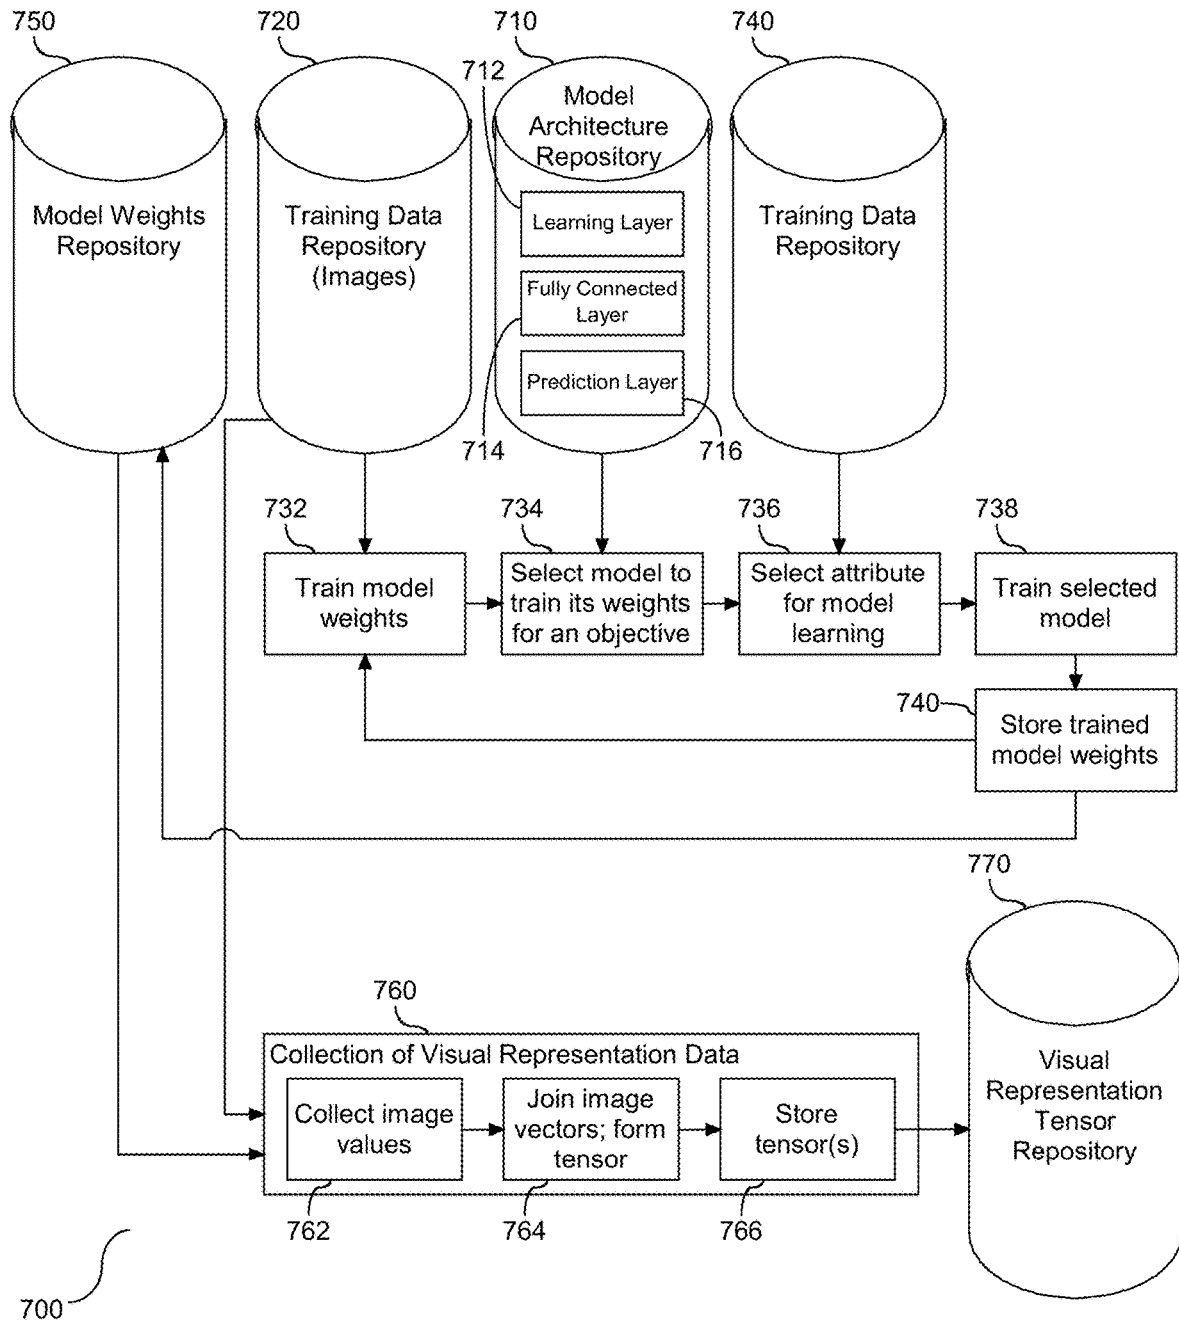 750
720
710
740
712
Model
Architecture
Repository
Model Weights
Repository
Training Data
Repository
(Images)
Learning Layer
Fully Connected
Layer
Prediction Layer
Training Data
Repository
714
716
732
734
736
738
Train model
weights
Select model to
train its weights
for an objective
Select attribute
for model
learning
Train selected
model
740
Store trained
model weights
770
760
Collection of Visual Representation Data
Collect image
values
Join image
vectors; form
tensor
Store
tensor(s)
Visual
Representation
Tensor
Repository
762
764
766
700